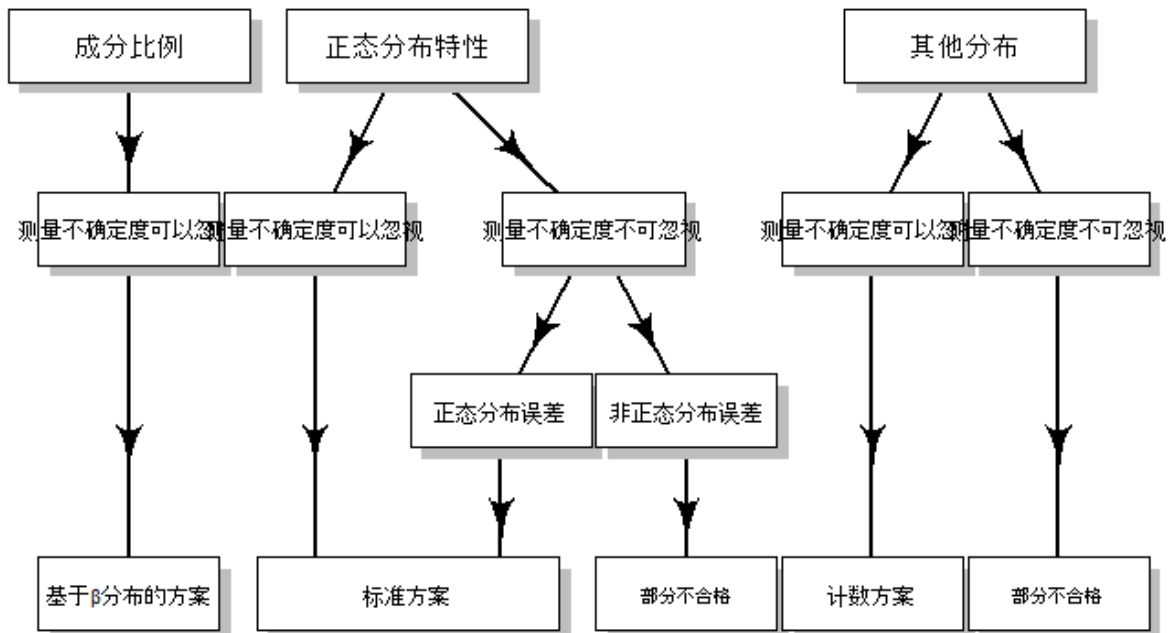 成分比例
正态分布特性
其他分布
测量不确定度可以忽
测量不确定度可以忽视
测量不确定度不可忽视
测量不确定度可以忽
测量不确定度不可忽视
正态分布误差
非正态分布误差
基于β分布的方案
标准方案
部分不合格
计数方案
部分不合格